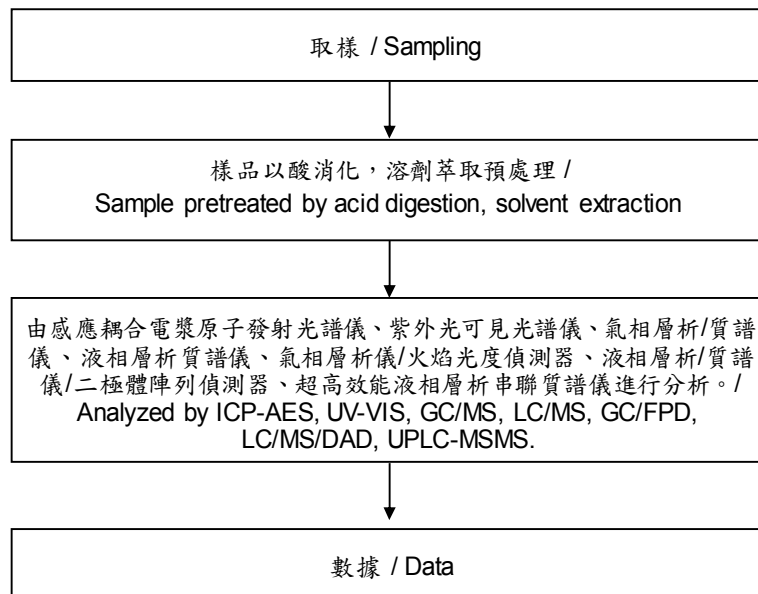 取樣 / Sampling
樣品以酸消化，溶劑萃取預處理 /
Sample pretreated by acid digestion, solvent extraction
由感應耦合電漿原子發射光譜儀、紫外光可見光譜儀、氣相層析/質譜
儀、液相層析質譜儀、氣相層析儀/火焰光度偵測器、液相層析/質譜
儀/二極體陣列偵測器、超高效能液相層析串聯質譜儀進行分析。/
Analyzed by ICP-AES, UV-VIS, GC/MS, LC/MS, GC/FPD,
LC/MS/DAD, UPLC-MSMS.
數據 / Data